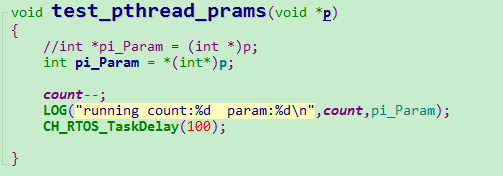 void test_pthread_prams(void *p)
{
//int *pi_Param = (int *)p;
int pi_Param = *(int*)p;
count--;
LOG("running count:%d  param:%d\n",count,pi_Param);
CH_RTOS_TaskDelay(100);
}